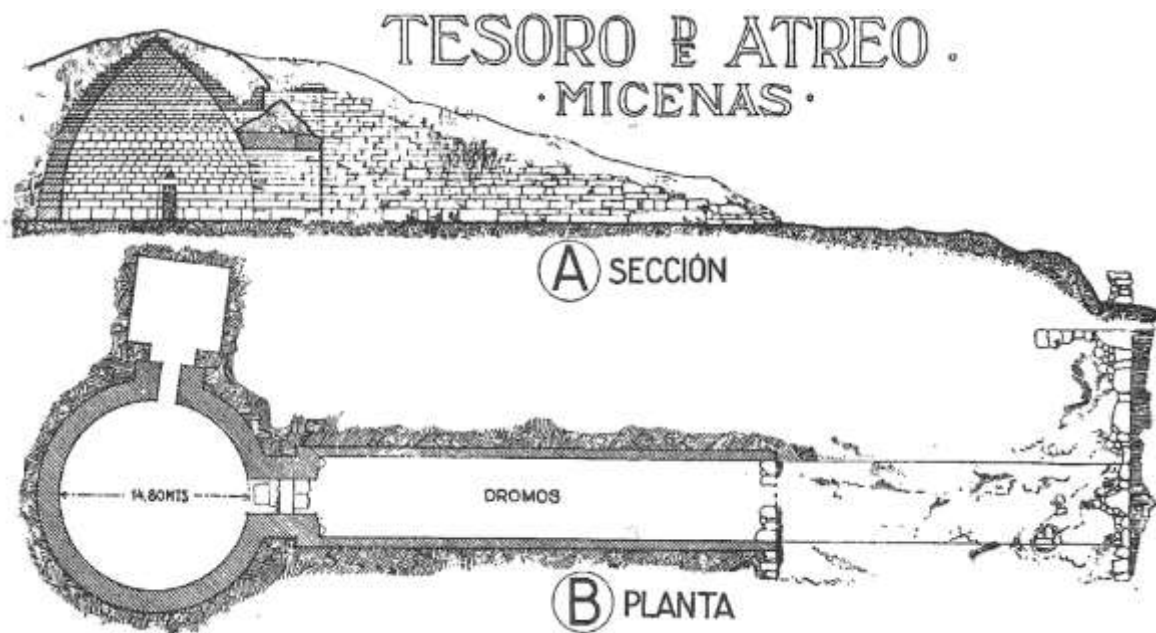 TESORO DE ATREO .
· MICENAS ·
A SECCIÓN
14,80 MTS
DROMOS
B PLANTA